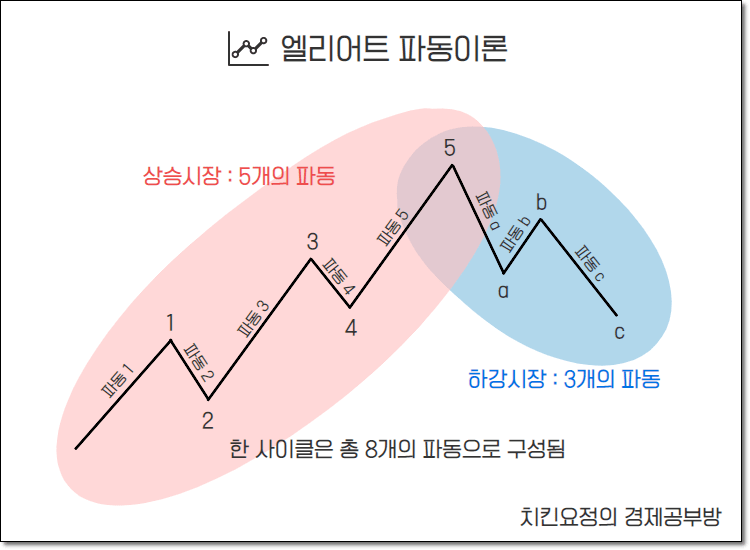 엘리어트 파동이론
상승시장 : 5개의 파동
5
b
3
1
a
4
c
2
파동 1
파동 2
파동 3
파동 4
파동 5
파동 a
파동 b
파동 c
하강시장 : 3개의 파동
한 사이클은 총 8개의 파동으로 구성됨
치킨요정의 경제공부방